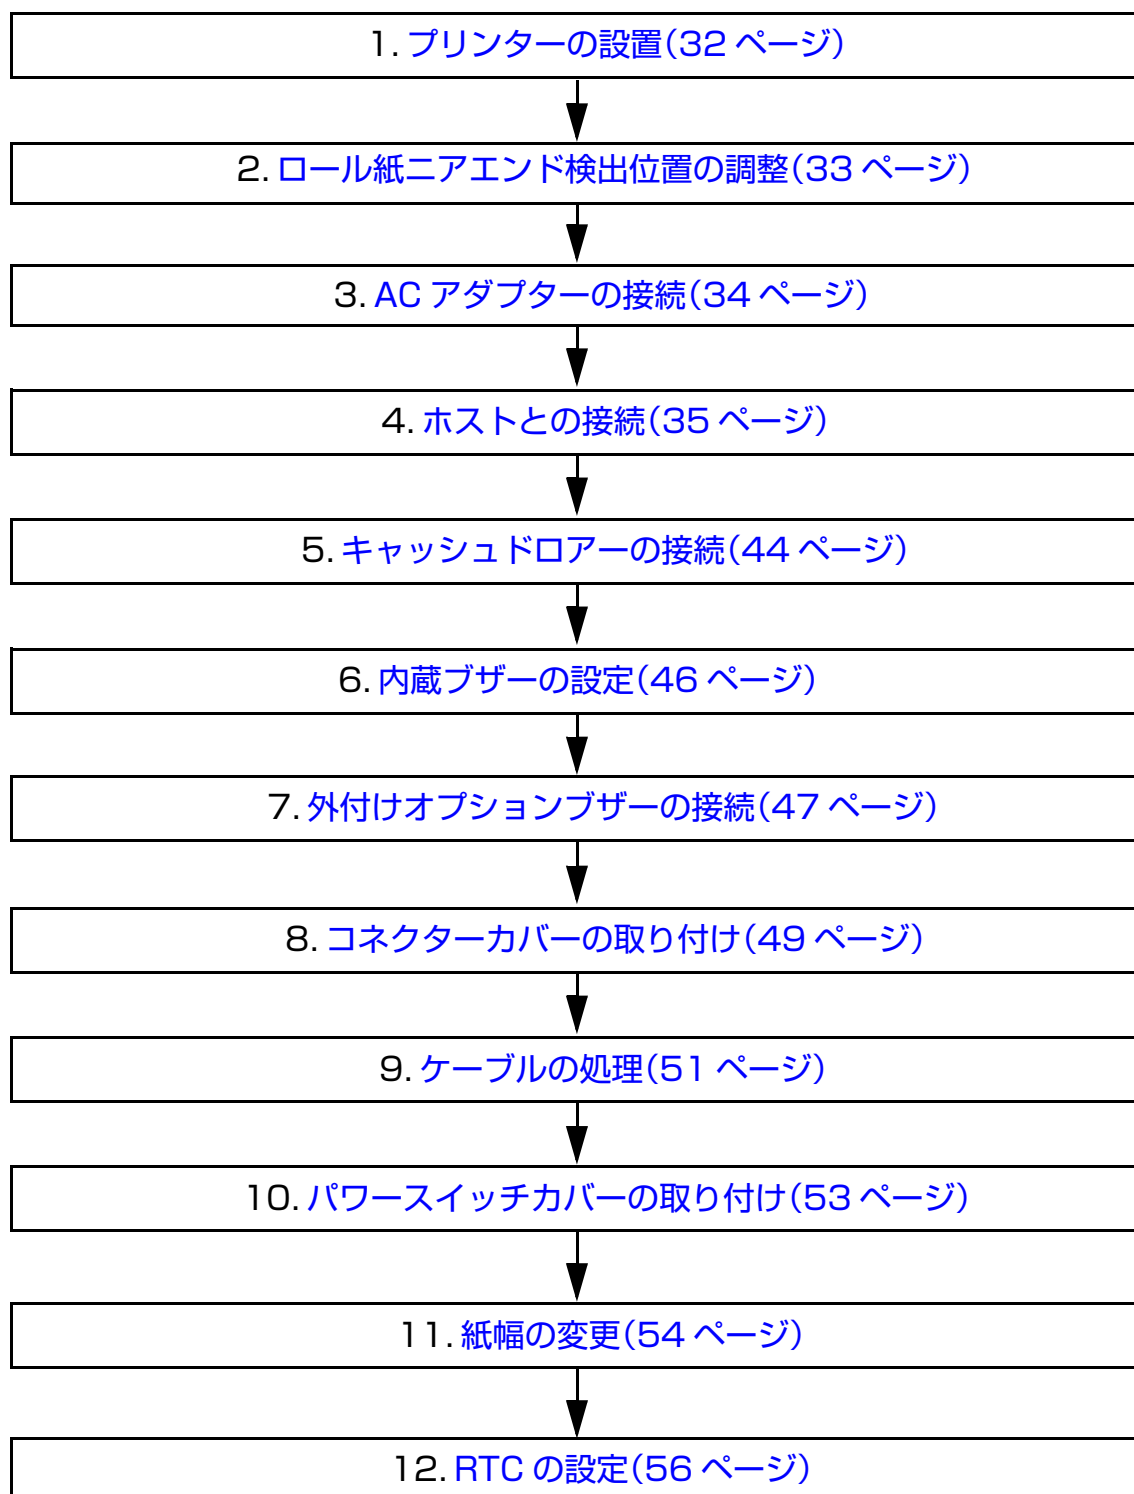 1. プリンターの設置(32 ページ)
2. ロール紙ニアエンド検出位置の調整(33 ページ)
3. AC アダプターの接続(34 ページ)
4. ホストとの接続(35 ページ)
5. キャッシュドロアーの接続(44 ページ)
6. 内蔵ブザーの設定(46 ページ)
7. 外付けオプションブザーの接続(47 ページ)
8. コネクターカバーの取り付け(49 ページ)
9. ケーブルの処理(51 ページ)
10. パワースイッチカバーの取り付け(53 ページ)
11. 紙幅の変更(54 ページ)
12. RTC の設定(56 ページ)